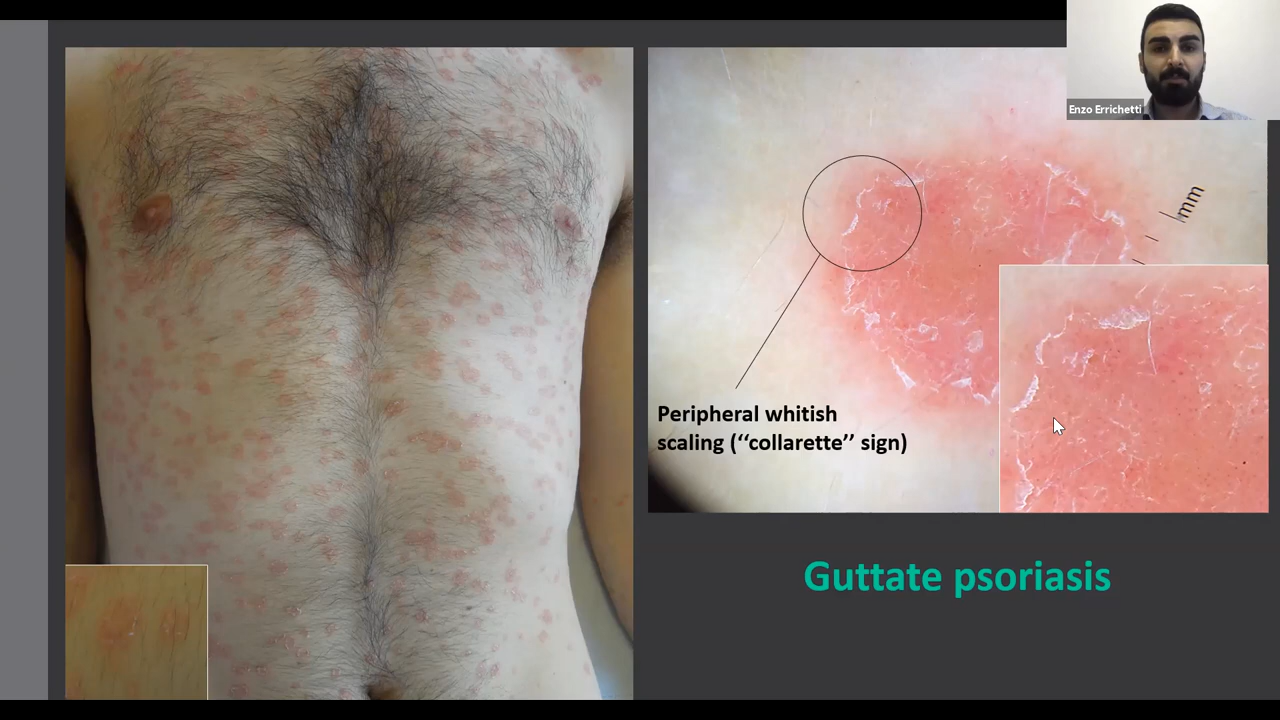 Enzo Errichetti
mm
Peripheral whitish
scaling (‘‘collarette’’ sign)
Guttate psoriasis